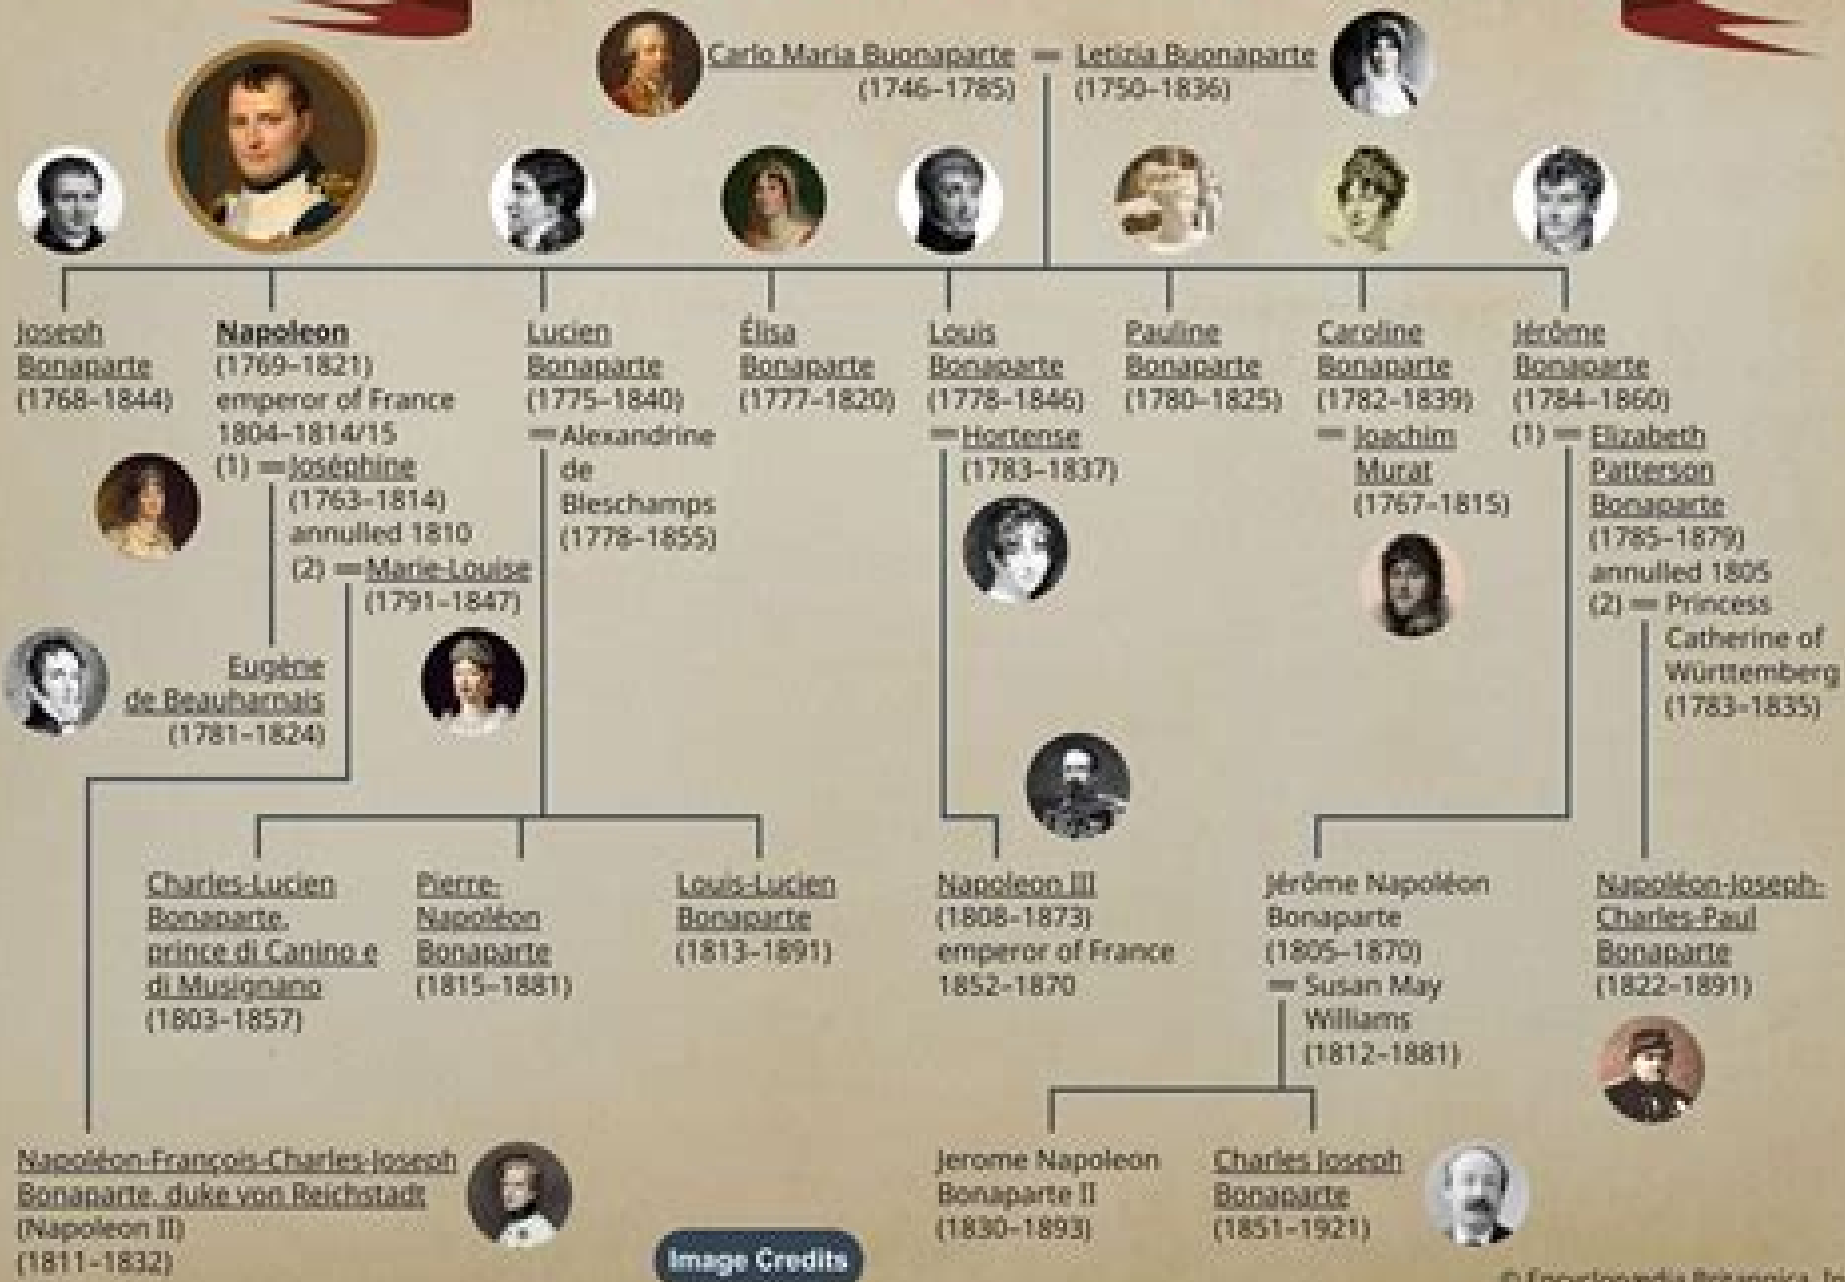 Carlo Maria Buonaparte
(1746–1785)
Letizia Buonaparte
(1750–1836)
Joseph
Bonaparte
(1768–1844)
Napoleon
(1769–1821)
emperor of France
1804–1814/15
(1) Joséphine
(1763–1814)
annulled 1810
(2) Marie-Louise
(1791–1847)
Eugène
de Beauharnais
(1781–1824)
Lucien
Bonaparte
(1775–1840)
Alexandrine
de
Bleschamps
(1778–1855)
Élisa
Bonaparte
(1777–1820)
Louis
Bonaparte
(1778–1846)
Hortense
(1783–1837)
Pauline
Bonaparte
(1780–1825)
Caroline
Bonaparte
(1782–1839)
Joachim
Murat
(1767–1815)
Jérôme
Bonaparte
(1784–1860)
(1) Elizabeth
Patterson
Bonaparte
(1785–1879)
annulled 1805
(2) Princess
Catherine of
Württemberg
(1783–1835)
Charles-Lucien
Bonaparte,
prince di Canino e
di Musignano
(1803–1857)
Pierre-
Napoléon
Bonaparte
(1815–1881)
Louis-Lucien
Bonaparte
(1813–1891)
Napoleon III
(1808–1873)
emperor of France
1852–1870
Jérôme Napoléon
Bonaparte
(1805–1870)
Susan May
Williams
(1812–1881)
Napoléon-Joseph-
Charles-Paul
Bonaparte
(1822–1891)
Napoléon-François-Charles-Joseph
Bonaparte, duke von Reichstadt
(Napoleon II)
(1811–1832)
Jerome Napoleon
Bonaparte II
(1830–1893)
Charles Joseph
Bonaparte
(1851–1921)
Image Credits
© Encyclopædia Britannica,